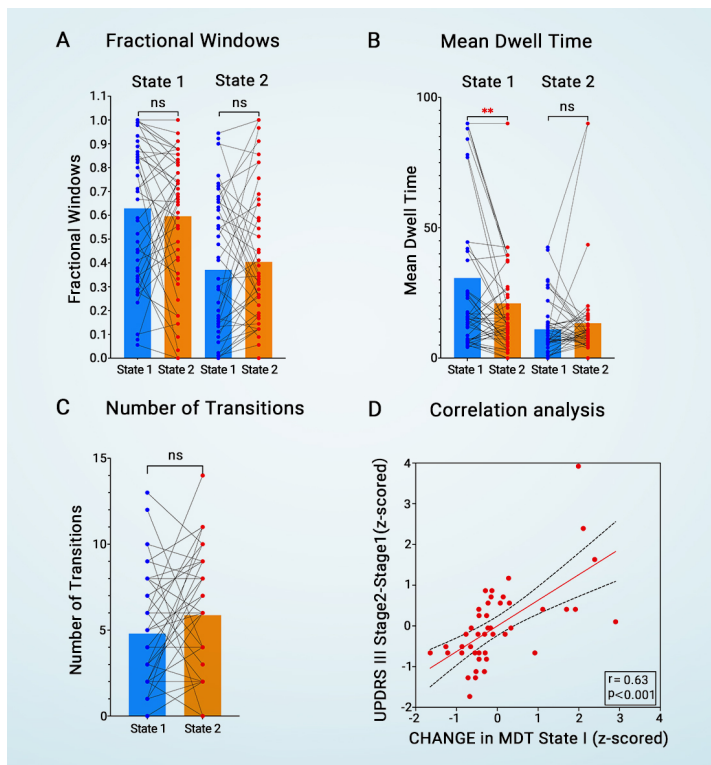 A Fractional Windows
State 1 State 2
ns ns
Fractional Windows
1.1
1.0
0.9
0.8
0.7
0.6
0.5
0.4
0.3
0.2
0.1
0.0
State 1 State 2 State 1 State 2
B Mean Dwell Time
State 1 State 2
** ns
Mean Dwell Time
100
50
0
State 1 State 2 State 1 State 2
C Number of Transitions
ns
Number of Transitions
15
10
5
0
State 1 State 2
D Correlation analysis
UPDRS III Stage2-Stage1(z-scored)
4
3
2
1
0
-1
-2
-2 -1 0 1 2 3 4
r = 0.63
P<0.001
CHANGE in MDT State I (z-scored)